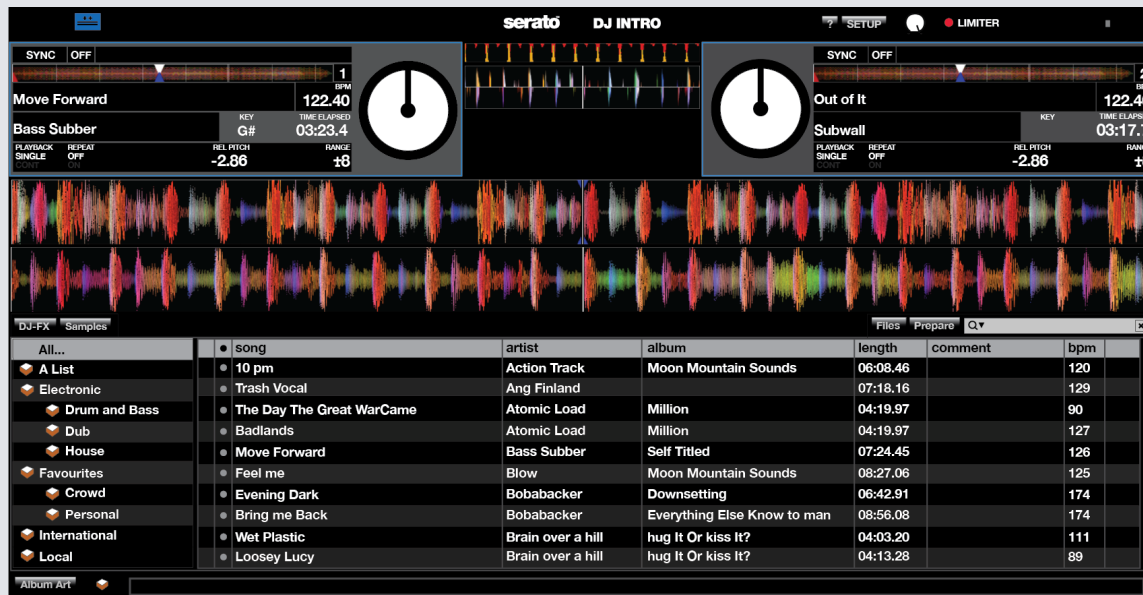 serato DJ INTRO ? SETUP LIMITER
SYNC OFF
1
BPM
Move Forward 122.40
KEY TIME ELAPSED
Bass Subber G# 03:23.4
PLAYBACK REPEAT REL PITCH RANGE
SINGLE OFF -2.86 ±8
CONT ON
SYNC OFF
2
BPM
Out of It 122.40
KEY TIME ELAPSED
Subwall 03:17.
PLAYBACK REPEAT REL PITCH RANGE
SINGLE OFF -2.86
CONT ON
DJ-FX Samples Files Prepare
All...
A List
Electronic
Drum and Bass
Dub
House
Favourites
Crowd
Personal
International
Local
song artist album length comment bpm
10 pm Action Track Moon Mountain Sounds 06:08.46 120
Trash Vocal Ang Finland 07:18.16 129
The Day The Great WarCame Atomic Load Million 04:19.97 90
Badlands Atomic Load Million 04:19.97 127
Move Forward Bass Subber Self Titled 07:24.45 126
Feel me Blow Moon Mountain Sounds 08:27.06 125
Evening Dark Bobabacker Downsetting 06:42.91 174
Bring me Back Bobabacker Everything Else Know to man 08:56.08 174
Wet Plastic Brain over a hill hug It Or kiss It? 04:03.20 111
Loosey Lucy Brain over a hill hug It Or kiss It? 04:13.28 89
Album Art